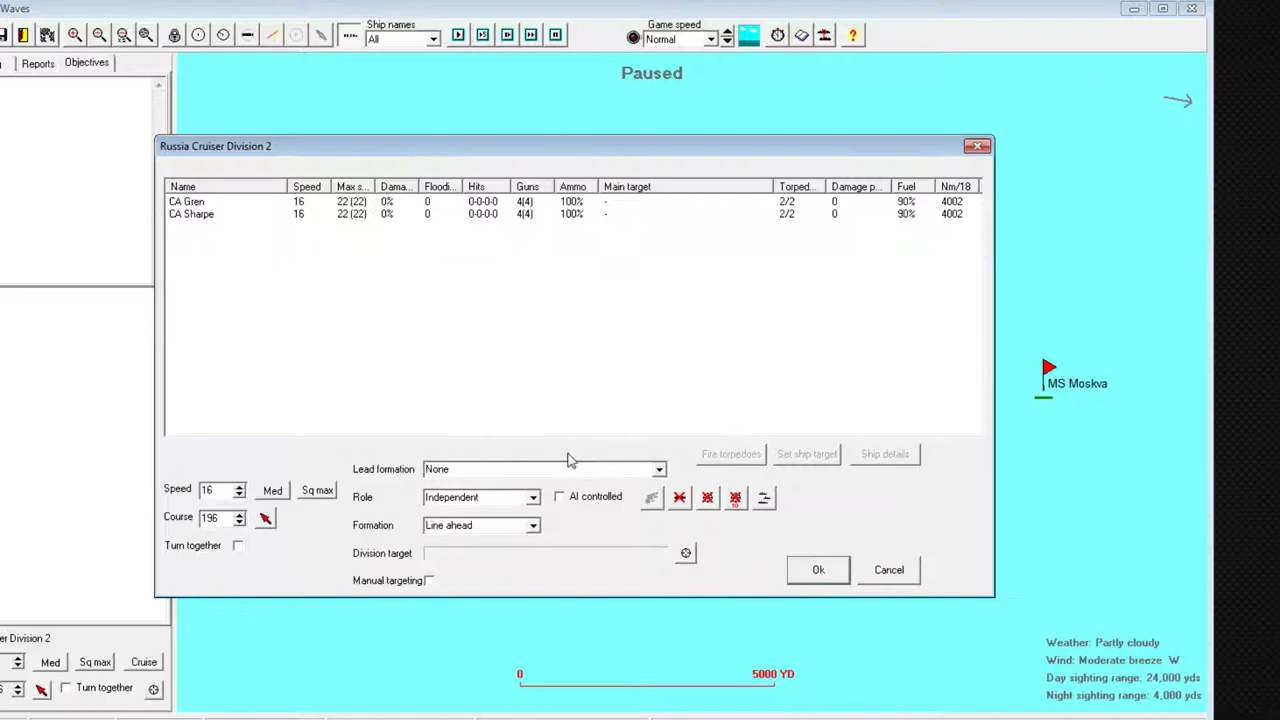 Waves
Ship names
All
Game speed
Normal
Reports Objectives
Paused
Russia Cruiser Division 2
Name Speed Max s... Dama... Floodi... Hits Guns Ammo Main target Torped... Damage p... Fuel Nm/18
CA Gren 16 22 (22) 0% 0 0-0-0-0 4(4) 100% - 2/2 0 90% 4002
CA Sharpe 16 22 (22) 0% 0 0-0-0-0 4(4) 100% - 2/2 0 90% 4002
MS Moskva
Fire torpedoes Set ship target Ship details
Lead formation None
Speed 16 Med Sq max
Role Independent AI controlled
Course 196
Formation Line ahead
Turn together
Division target
Manual targeting
Ok Cancel
er Division 2
Med Sq max Cruise
Turn together
0 5000 YD
Weather: Partly cloudy
Wind: Moderate breeze W
Day sighting range: 24,000 yds
Night sighting range: 4,000 yds